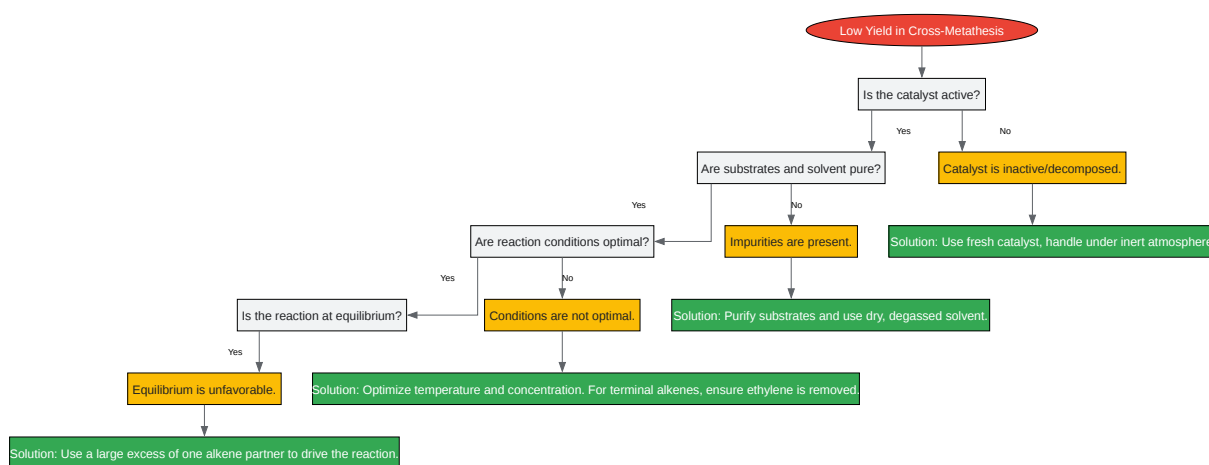 Low Yield in Cross-Metathesis
Is the catalyst active?
Yes
No
Are substrates and solvent pure?
Catalyst is inactive/decomposed.
Yes
No
Are reaction conditions optimal?
Impurities are present.
Solution: Use fresh catalyst, handle under inert atmosphere
Yes
No
Is the reaction at equilibrium?
Conditions are not optimal.
Solution: Purify substrates and use dry, degassed solvent.
Yes
Equilibrium is unfavorable.
Solution: Optimize temperature and concentration. For terminal alkenes, ensure ethylene is removed.
Solution: Use a large excess of one alkene partner to drive the reaction.